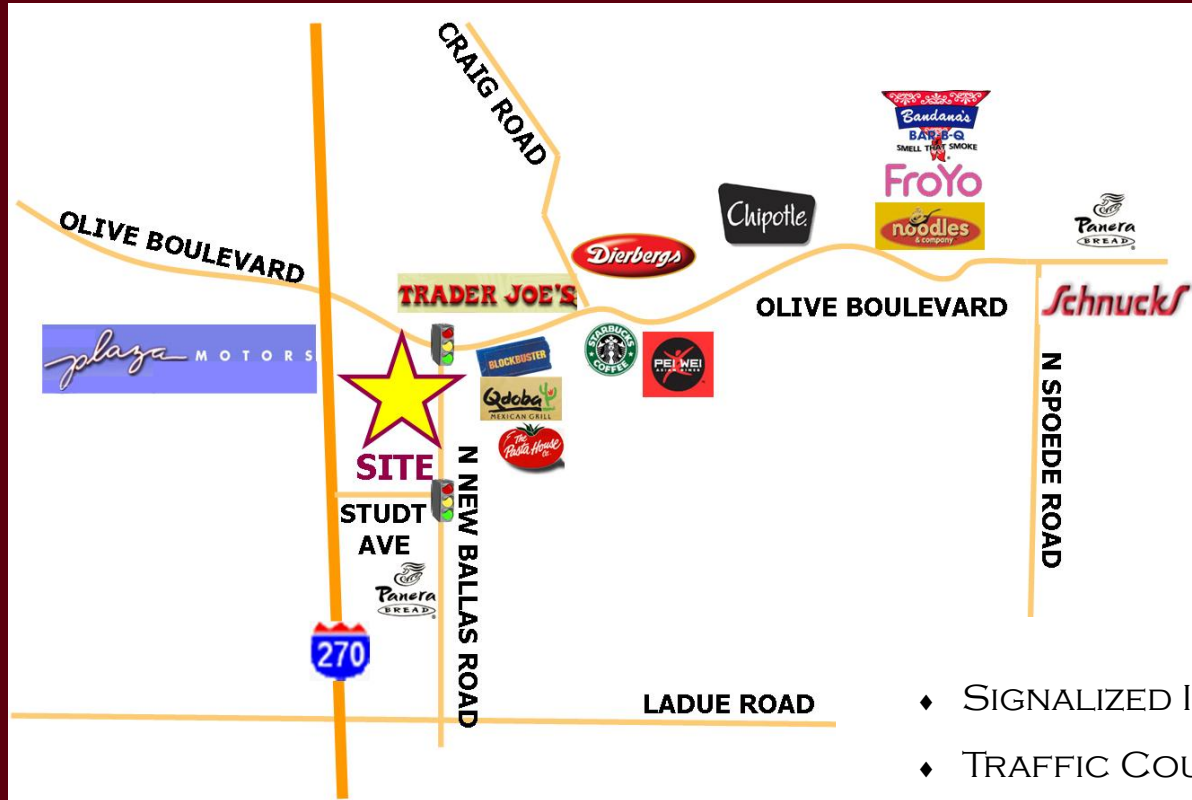 CRAIG ROAD
Bandana's
BAR-B-Q
SMELL THAT SMOKE
FroYo
noodles
& company
Chipotle
Panera
BREAD
OLIVE BOULEVARD
Dierbergs
TRADER JOE'S
OLIVE BOULEVARD
Schnucks
plaza MOTORS
BLOCKBUSTER
STARBUCKS
COFFEE
PEI WEI
ASIAN DINER
Qdoba
MEXICAN GRILL
The
Pasta House
Co.
SITE
N NEW BALLAS ROAD
N SPOEDE ROAD
STUDT
AVE
Panera
BREAD
270
LADUE ROAD
♦ SIGNALIZED I
♦ TRAFFIC COU